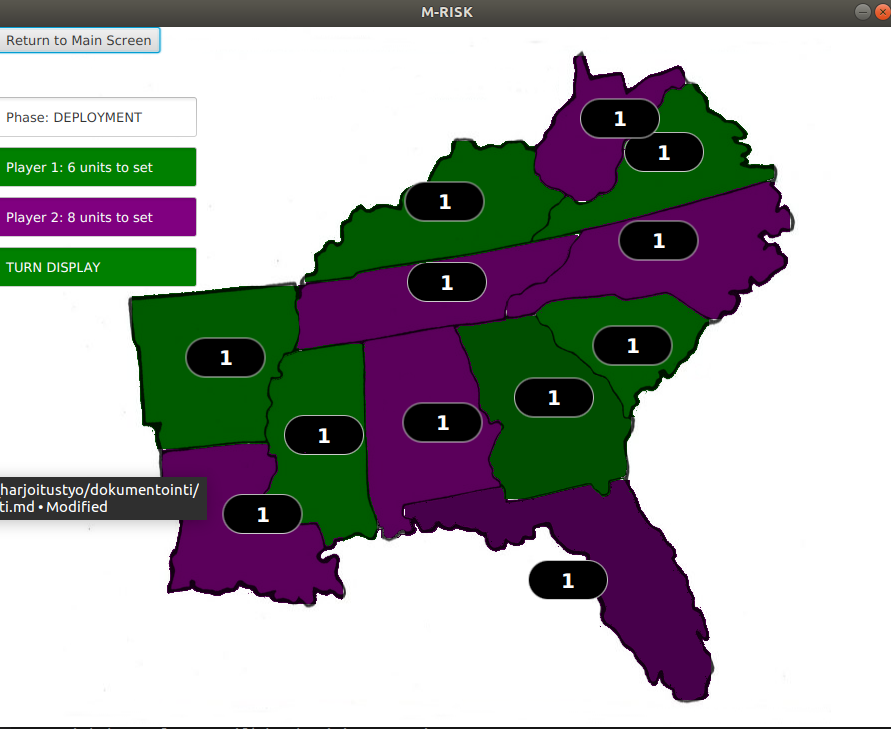 M-RISK
Return to Main Screen
Phase: DEPLOYMENT
Player 1: 6 units to set
Player 2: 8 units to set
TURN DISPLAY
1
1
1
1
1
1
1
1
1
1
1
1
harjoitustyo/dokumentointi/
ti.md • Modified